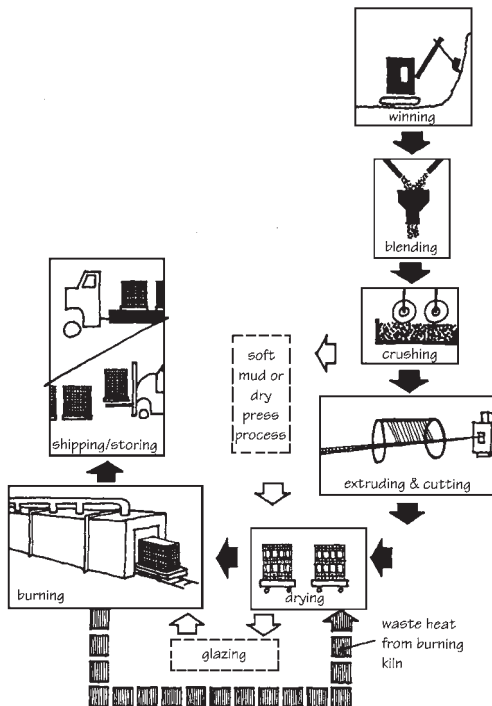 winning
blending
crushing
soft
mud or
dry
press
process
extruding & cutting
shipping/storing
burning
drying
glazing
waste heat
from burning
kiln